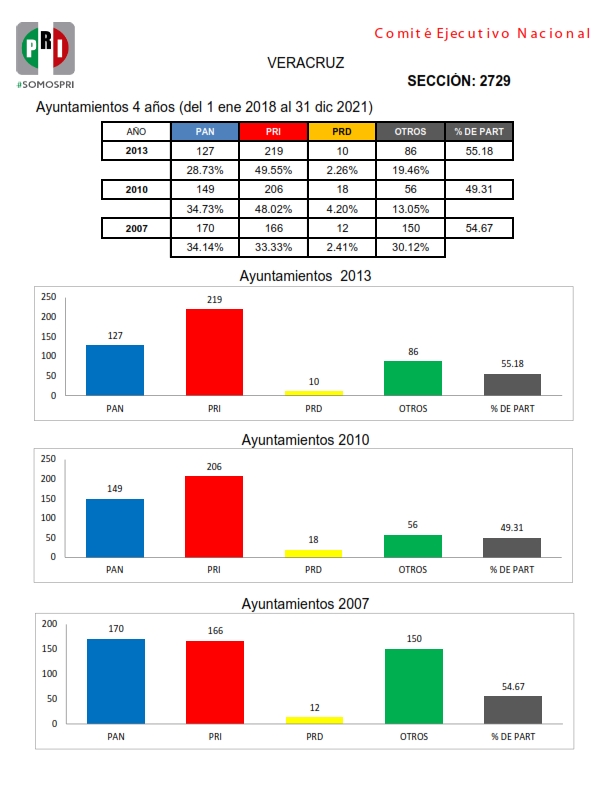 Comité Ejecutivo Nacional
PRI
#SOMOSPRI
VERACRUZ
SECCIÓN: 2729
Ayuntamientos 4 años (del 1 ene 2018 al 31 dic 2021)
AÑO PAN PRI PRD OTROS % DE PART
2013 127 219 10 86 55.18
28.73% 49.55% 2.26% 19.46%
2010 149 206 18 56 49.31
34.73% 48.02% 4.20% 13.05%
2007 170 166 12 150 54.67
34.14% 33.33% 2.41% 30.12%
Ayuntamientos 2013
250
200
150
100
50
0
127 219 10 86 55.18
PAN PRI PRD OTROS % DE PART
Ayuntamientos 2010
250
200
150
100
50
0
149 206 18 56 49.31
PAN PRI PRD OTROS % DE PART
Ayuntamientos 2007
200
150
100
50
0
170 166 12 150 54.67
PAN PRI PRD OTROS % DE PART